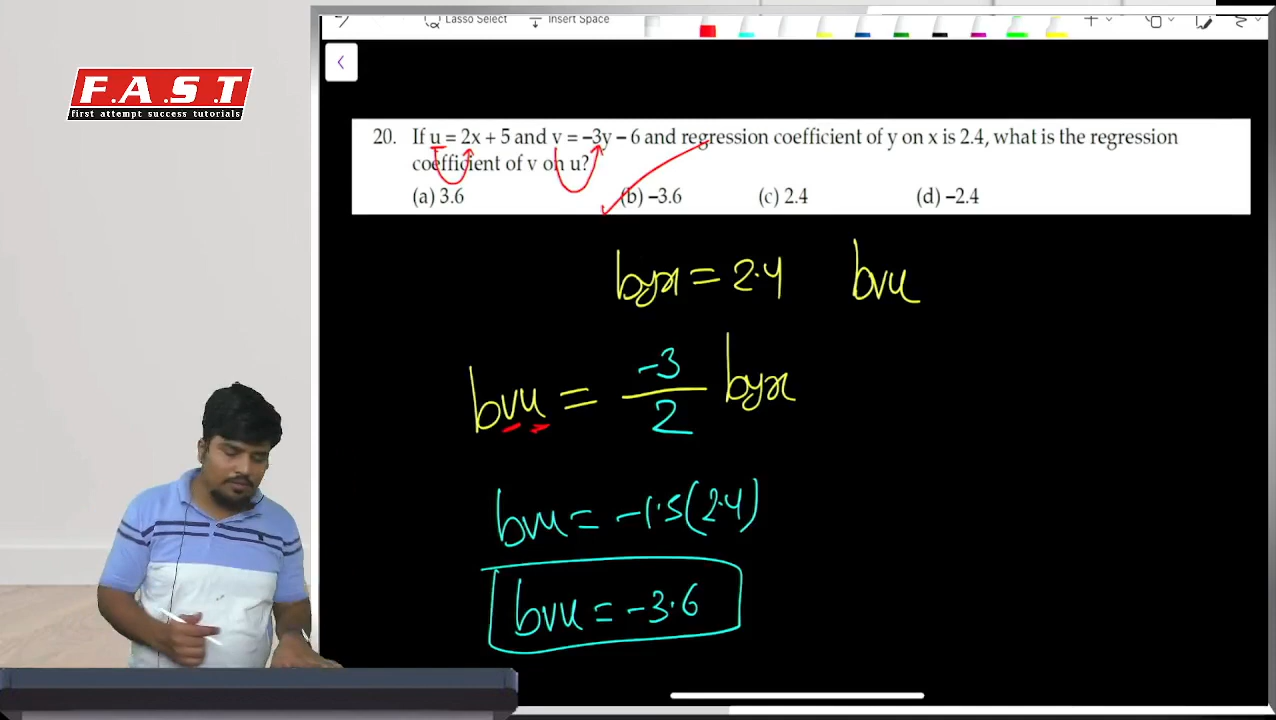 Lasso Select
Insert Space
F.A.S.T
first attempt success tutorials
20. If u = 2x + 5 and v = –3y – 6 and regression coefficient of y on x is 2.4, what is the regression
coefficient of v on u?
(a) 3.6 (b) –3.6 (c) 2.4 (d) –2.4
byx = 2.4 bvu
bvu = -3/2 byx
bvu = -1.5(2.4)
bvu = -3.6